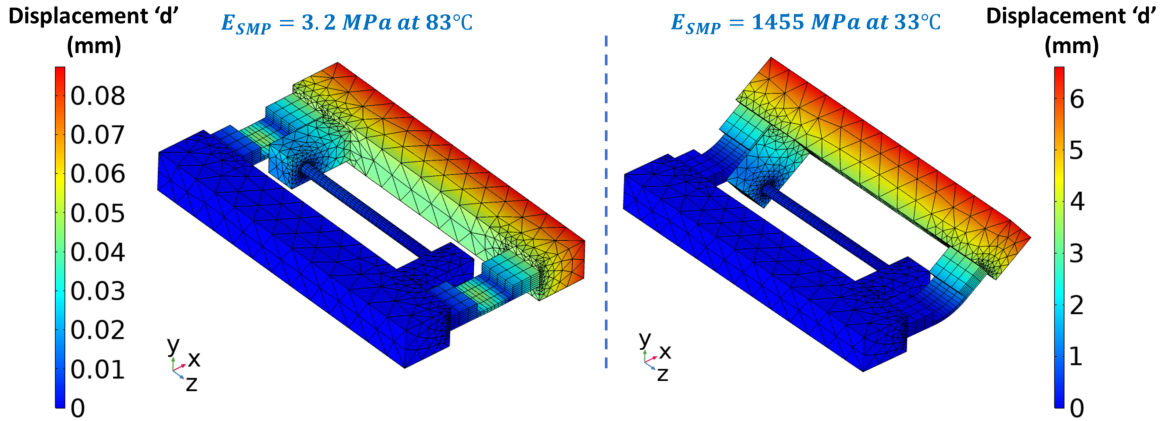 Displacement ‘d’
(mm)
E_SMP = 3.2 MPa at 83°C
E_SMP = 1455 MPa at 33°C
Displacement ‘d’
(mm)
0.08
0.07
0.06
0.05
0.04
0.03
0.02
0.01
0
y
x
z
y
x
z
6
5
4
3
2
1
0